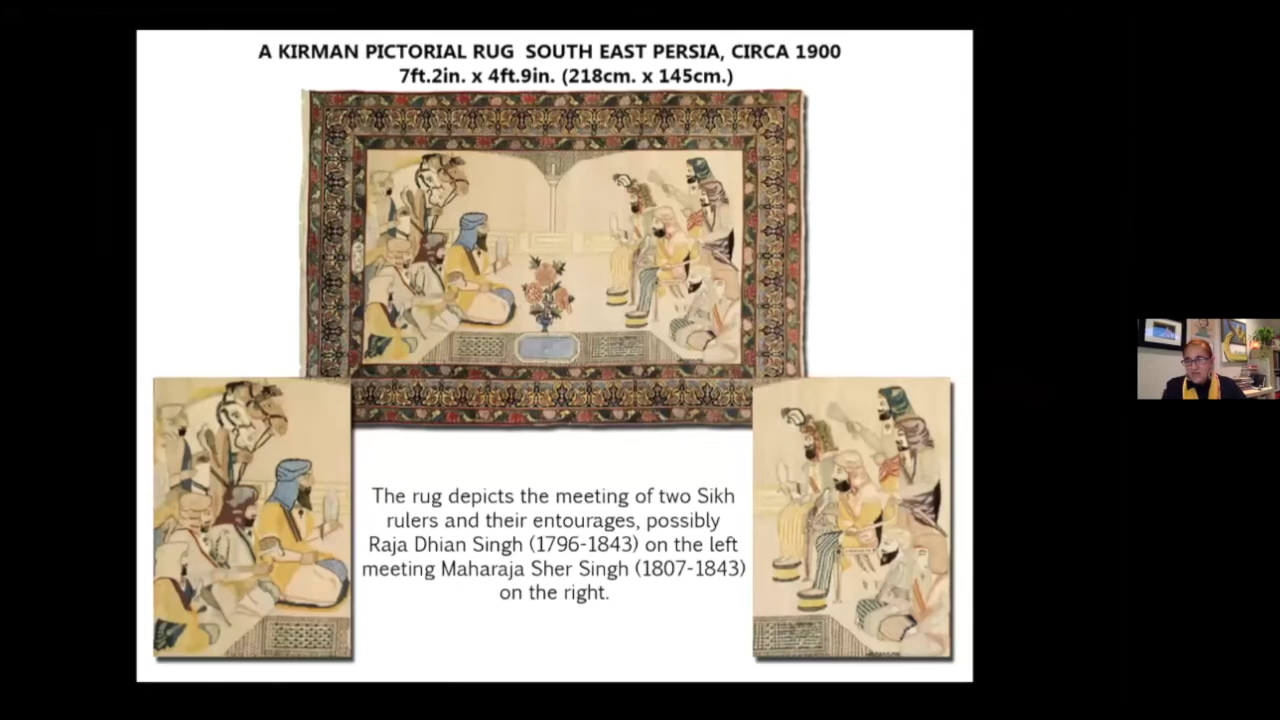 A KIRMAN PICTORIAL RUG SOUTH EAST PERSIA, CIRCA 1900
7ft.2in. x 4ft.9in. (218cm. x 145cm.)
The rug depicts the meeting of two Sikh
rulers and their entourages, possibly
Raja Dhian Singh (1796-1843) on the left
meeting Maharaja Sher Singh (1807-1843)
on the right.